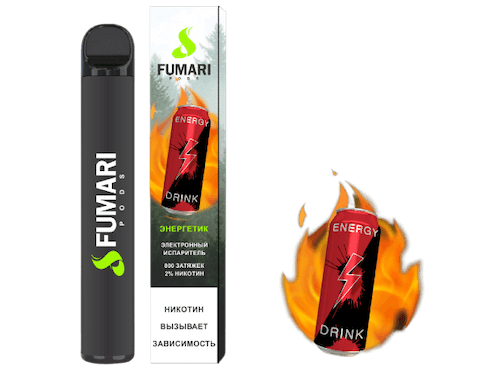 FUMARI
PODS
FUMARI
PODS
ENERGY
DRINK
ЭНЕРГЕТИК
ЭЛЕКТРОННЫЙ
ИСПАРИТЕЛЬ
800 ЗАТЯЖЕК
2% НИКОТИН
НИКОТИН
ВЫЗЫВАЕТ
ЗАВИСИМОСТЬ
ENERGY
DRINK